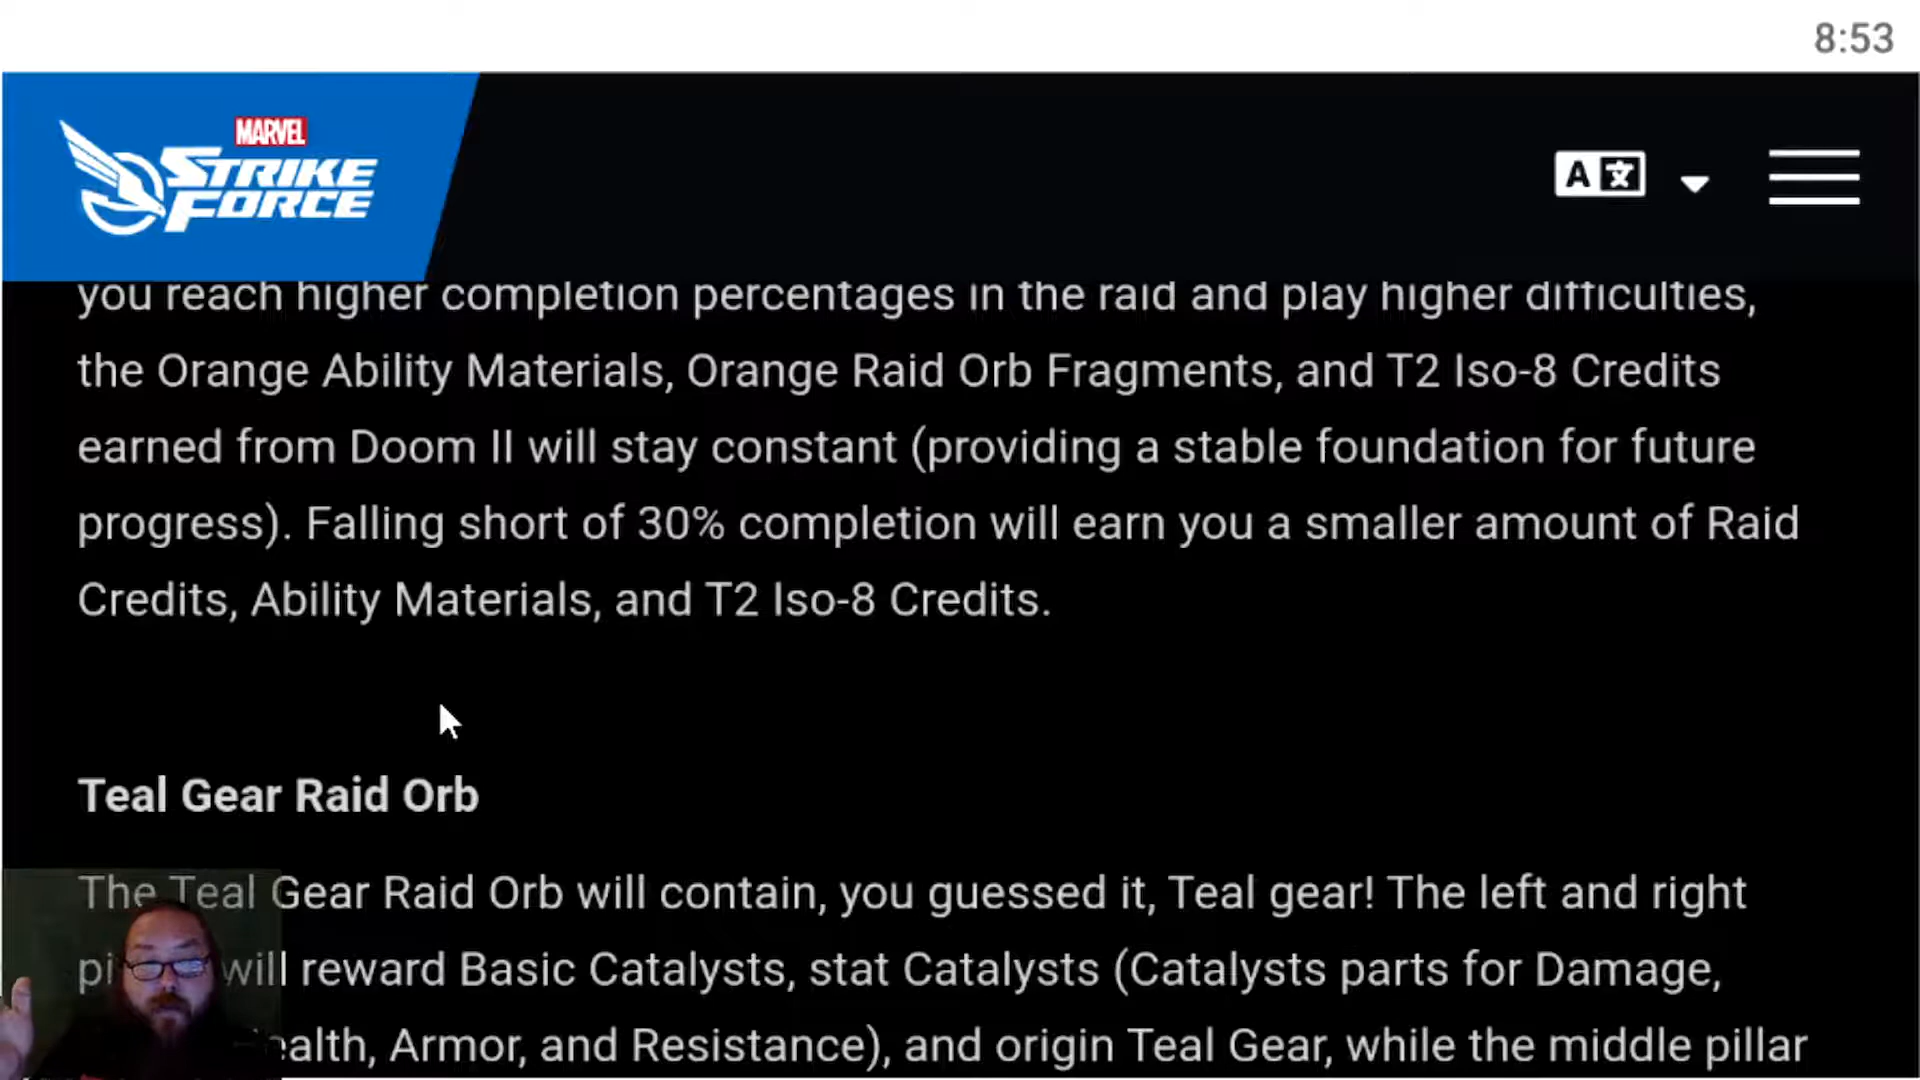 8:53
MARVEL
STRIKE
FORCE
A 文
you reach higher completion percentages in the raid and play higher difficulties,
the Orange Ability Materials, Orange Raid Orb Fragments, and T2 Iso-8 Credits
earned from Doom II will stay constant (providing a stable foundation for future
progress). Falling short of 30% completion will earn you a smaller amount of Raid
Credits, Ability Materials, and T2 Iso-8 Credits.
Teal Gear Raid Orb
The Teal Gear Raid Orb will contain, you guessed it, Teal gear! The left and right
will reward Basic Catalysts, stat Catalysts (Catalysts parts for Damage,
Armor, and Resistance), and origin Teal Gear, while the middle pillar